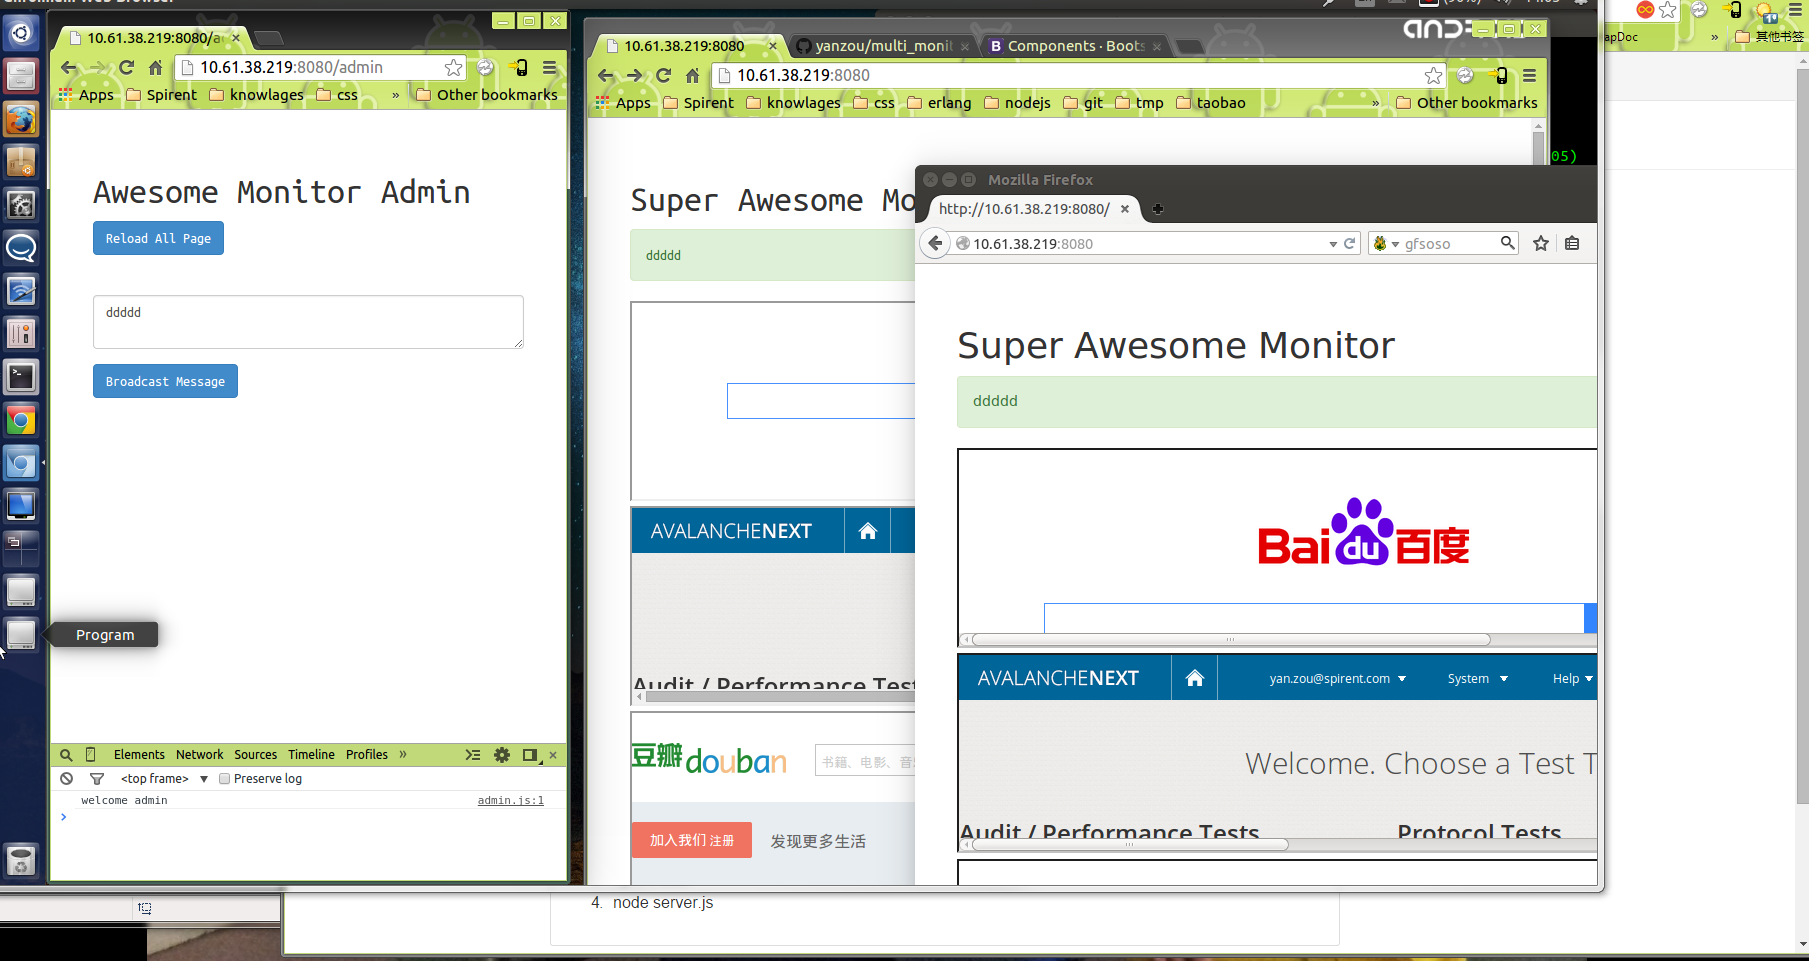 10.61.38.219:8080/a
10.61.38.219:8080/admin
Apps Spirent knowlages css » Other bookmarks
Awesome Monitor Admin
Reload All Page
ddddd
Broadcast Message
Program
Elements Network Sources Timeline Profiles »
<top frame> Preserve log
welcome admin admin.js:1
10.61.38.219:8080 yanzou/multi_monit Components · Boots
10.61.38.219:8080
Apps Spirent knowlages css erlang nodejs git tmp taobao » Other bookmarks
Super Awesome Mo
ddddd
AVALANCHENEXT
Audit / Performance Test
豆瓣 douban 书籍、电影、音
加入我们 注册 发现更多生活
Mozilla Firefox
http://10.61.38.219:8080/
10.61.38.219:8080 gfsoso
Super Awesome Monitor
ddddd
Bai du 百度
AVALANCHENEXT yan.zou@spirent.com System Help
Welcome. Choose a Test T
Audit / Performance Tests Protocol Tests
apDoc » 其他书签
05)
4. node server.js